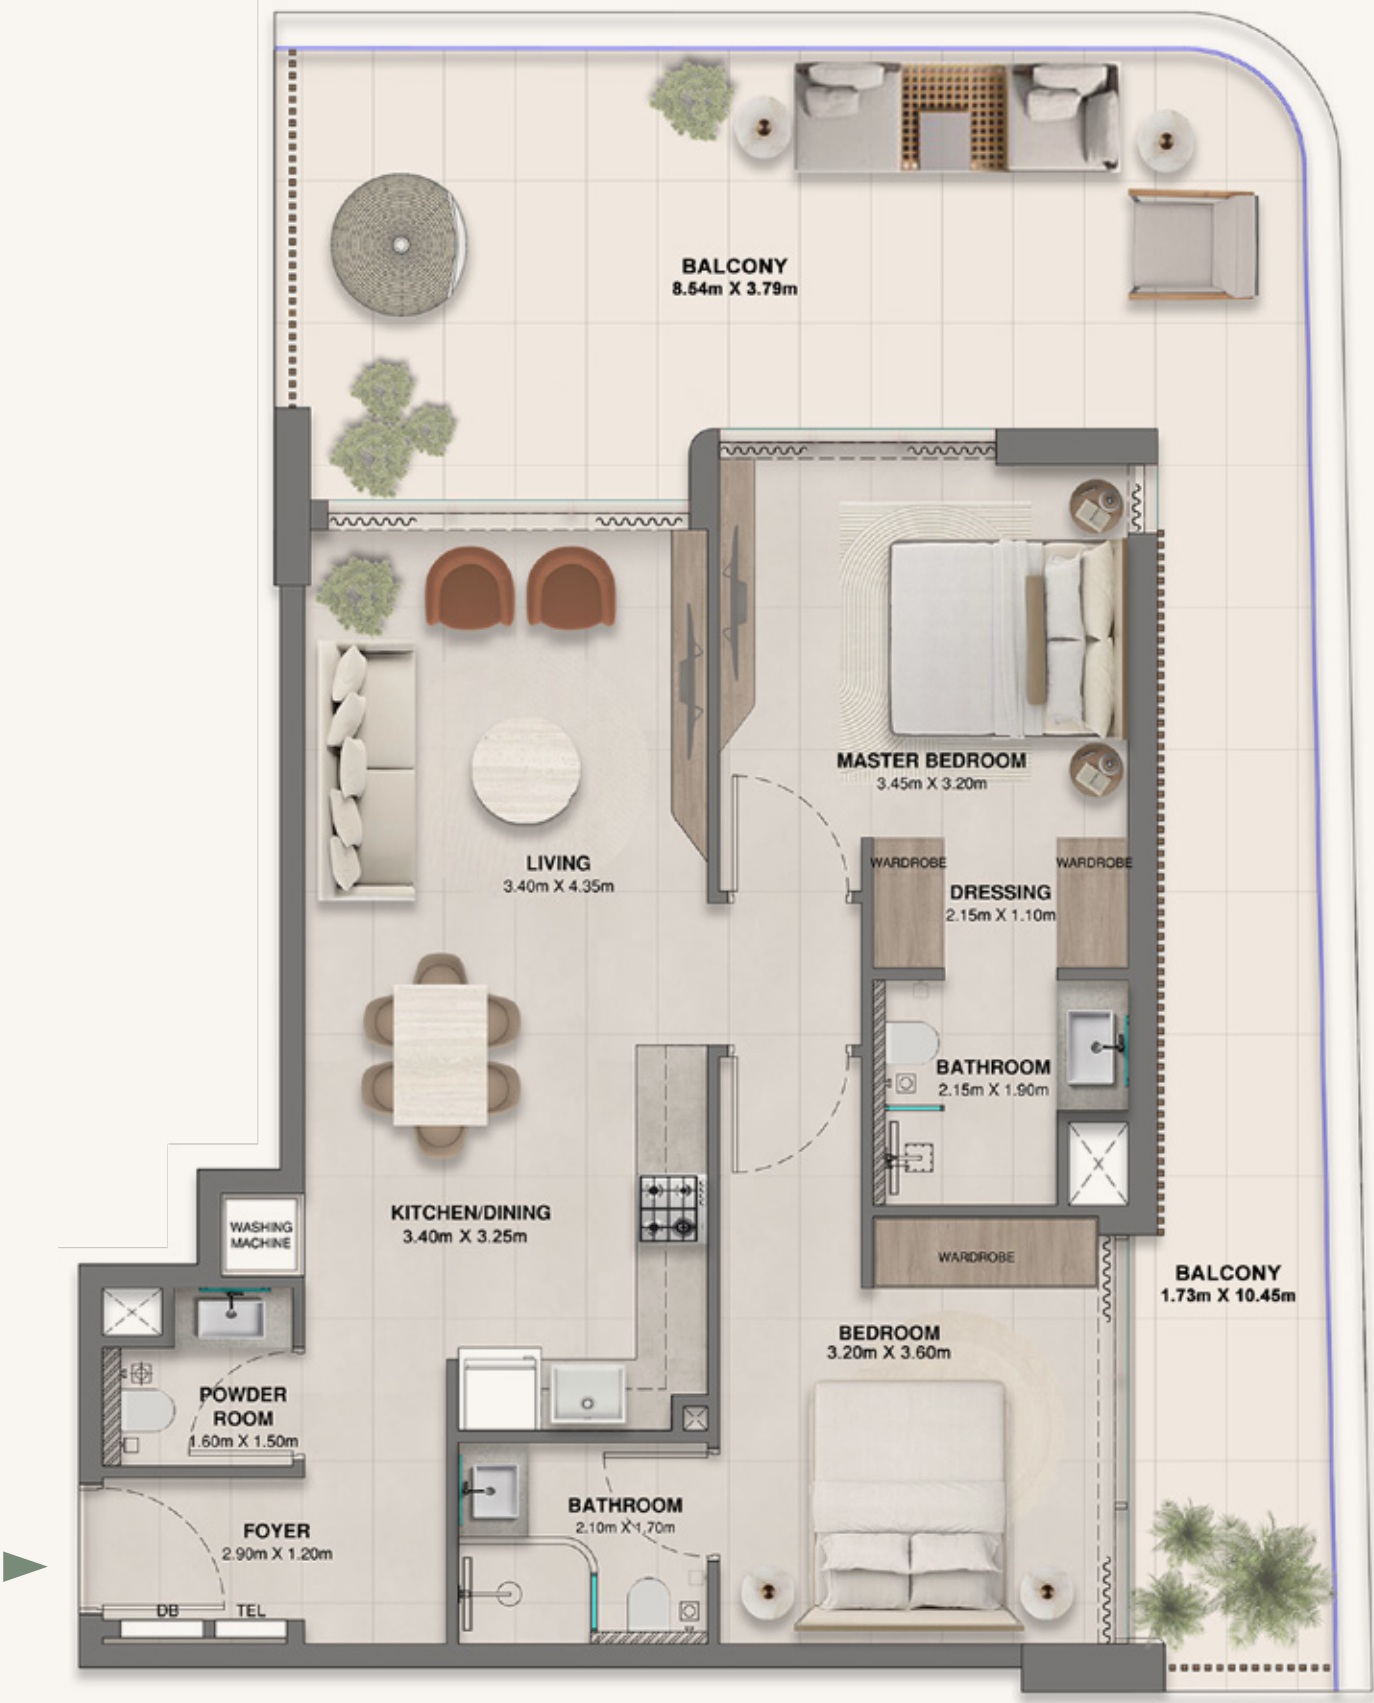 BALCONY
8.54m X 3.79m
MASTER BEDROOM
3.45m X 3.20m
LIVING
3.40m X 4.35m
WARDROBE
WARDROBE
DRESSING
2.15m X 1.10m
BATHROOM
2.15m X 1.90m
KITCHEN/DINING
3.40m X 3.25m
WASHING
MACHINE
WARDROBE
BALCONY
1.73m X 10.45m
BEDROOM
3.20m X 3.60m
POWDER
ROOM
1.60m X 1.50m
BATHROOM
2.10m X 1.70m
FOYER
2.90m X 1.20m
DB
TEL